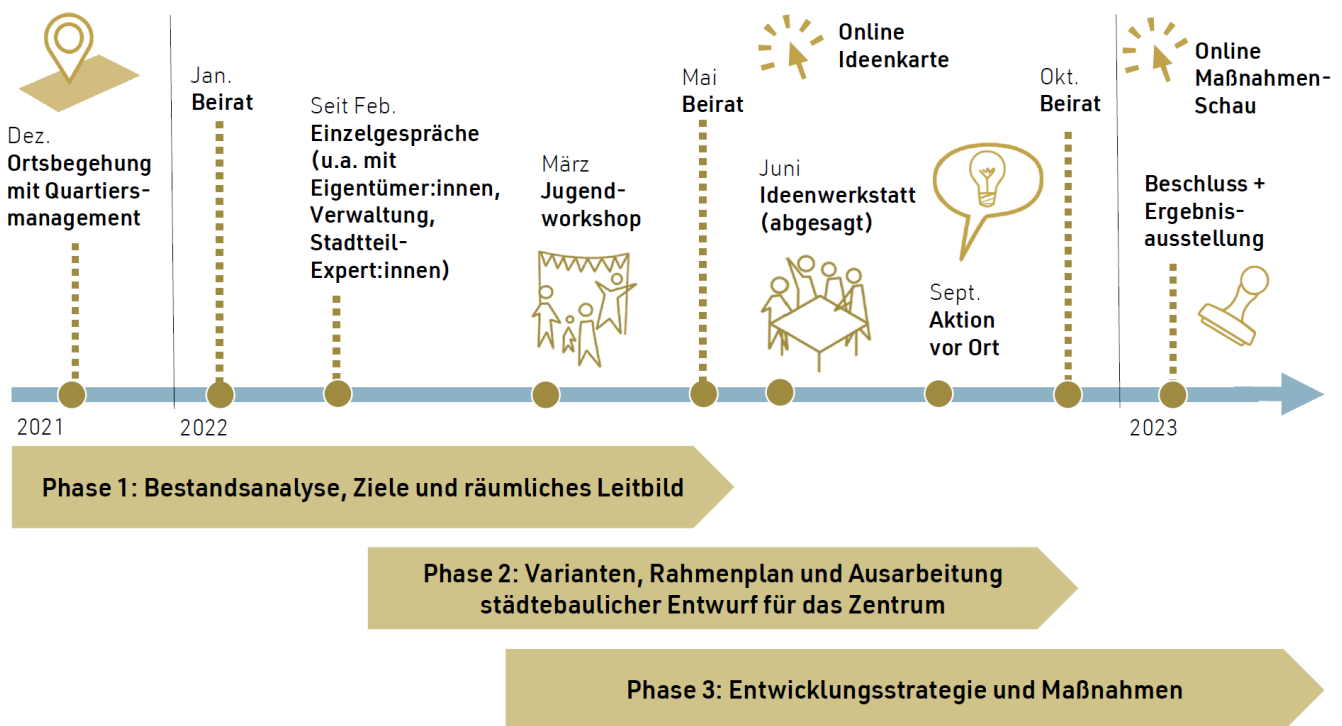 Dez.
Ortsbegehung
mit Quartiers-
management
Jan.
Beirat
Seit Feb.
Einzelgespräche
(u.a. mit
Eigentümer:innen,
Verwaltung,
Stadtteil-
Expert:innen)
März
Jugend-
workshop
Mai
Beirat
Online
Ideenkarte
Juni
Ideenwerkstatt
(abgesagt)
Sept.
Aktion
vor Ort
Okt.
Beirat
Online
Maßnahmen-
Schau
Beschluss +
Ergebnis-
ausstellung
2021
2022
2023
Phase 1: Bestandsanalyse, Ziele und räumliches Leitbild
Phase 2: Varianten, Rahmenplan und Ausarbeitung
städtebaulicher Entwurf für das Zentrum
Phase 3: Entwicklungsstrategie und Maßnahmen